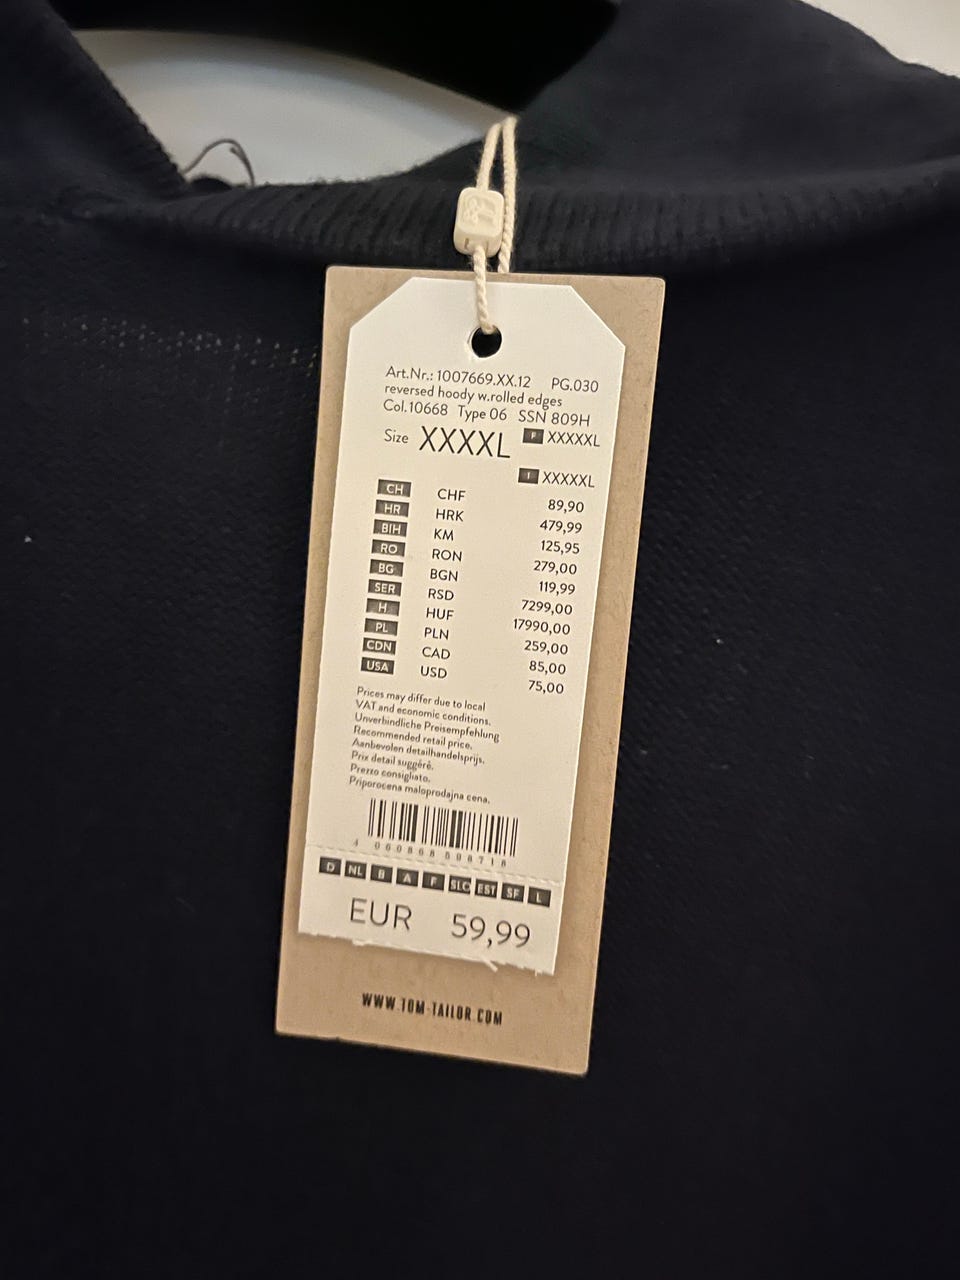 Art.Nr.: 1007669.XX.12 PG.030
reversed hoody w.rolled edges
Col.10668 Type 06 SSN 809H
Size XXXXL F XXXXXL
I XXXXXL
CH CHF 89,90
HR HRK 479,99
BIH KM 125,95
RO RON 279,00
BG BGN 119,99
SER RSD 7299,00
H HUF 17990,00
PL PLN 259,00
CDN CAD 85,00
USA USD 75,00
Prices may differ due to local
VAT and economic conditions.
Unverbindliche Preisempfehlung
Recommended retail price.
Aanbevolen detailhandelsprijs.
Prix detail suggéré.
Prezzo consigliato.
Priporocena maloprodajna cena.
4 060868 598718
D NL B A F SLO EST SF L
EUR 59,99
WWW.TOM-TAILOR.COM